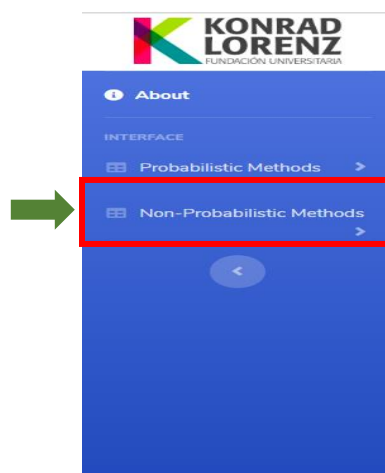 KONRAD
LORENZ
FUNDACIÓN UNIVERSITARIA
About
INTERFACE
Probabilistic Methods
Non-Probabilistic Methods